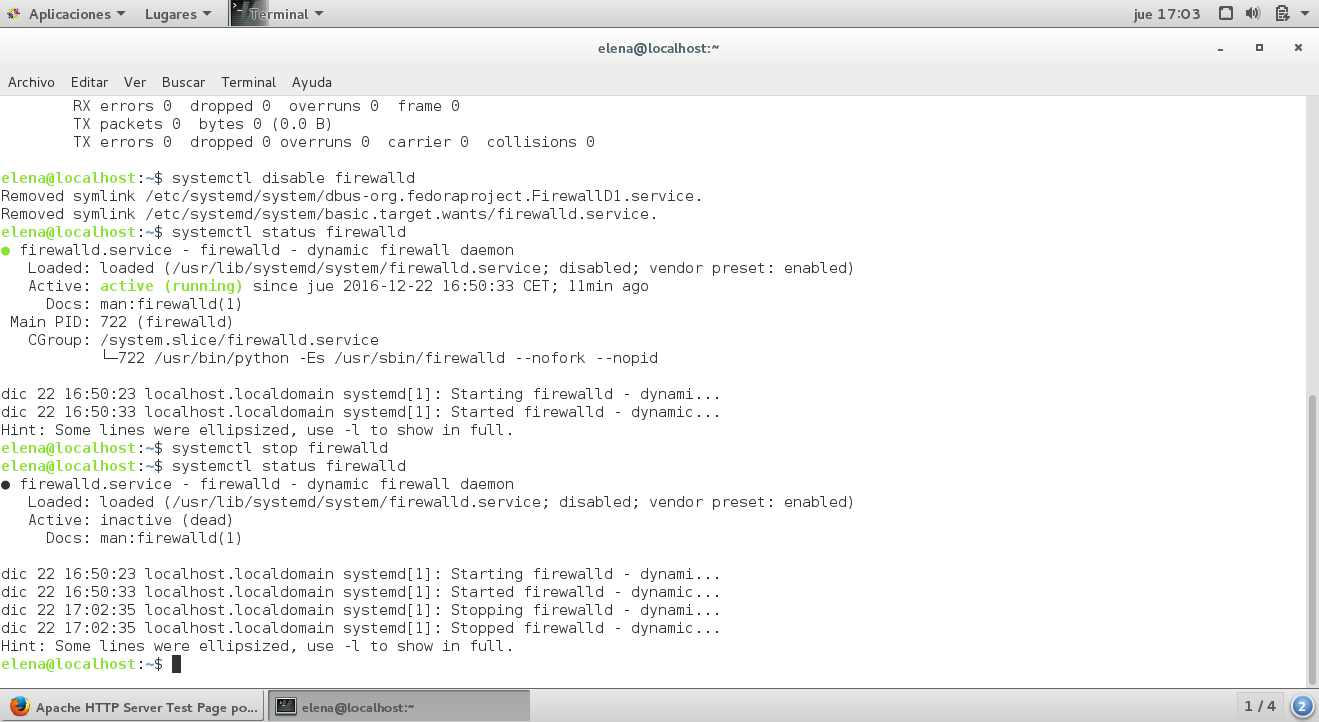 Aplicaciones Lugares Terminal jue 17:03
elena@localhost:~
Archivo Editar Ver Buscar Terminal Ayuda
RX errors 0 dropped 0 overruns 0 frame 0
TX packets 0 bytes 0 (0.0 B)
TX errors 0 dropped 0 overruns 0 carrier 0 collisions 0
elena@localhost:~$ systemctl disable firewalld
Removed symlink /etc/systemd/system/dbus-org.fedoraproject.FirewallD1.service.
Removed symlink /etc/systemd/system/basic.target.wants/firewalld.service.
elena@localhost:~$ systemctl status firewalld
● firewalld.service - firewalld - dynamic firewall daemon
Loaded: loaded (/usr/lib/systemd/system/firewalld.service; disabled; vendor preset: enabled)
Active: active (running) since jue 2016-12-22 16:50:33 CET; 11min ago
Docs: man:firewalld(1)
Main PID: 722 (firewalld)
CGroup: /system.slice/firewalld.service
└─722 /usr/bin/python -Es /usr/sbin/firewalld --nofork --nopid
dic 22 16:50:23 localhost.localdomain systemd[1]: Starting firewalld - dynami...
dic 22 16:50:33 localhost.localdomain systemd[1]: Started firewalld - dynamic...
Hint: Some lines were ellipsized, use -l to show in full.
elena@localhost:~$ systemctl stop firewalld
elena@localhost:~$ systemctl status firewalld
● firewalld.service - firewalld - dynamic firewall daemon
Loaded: loaded (/usr/lib/systemd/system/firewalld.service; disabled; vendor preset: enabled)
Active: inactive (dead)
Docs: man:firewalld(1)
dic 22 16:50:23 localhost.localdomain systemd[1]: Starting firewalld - dynami...
dic 22 16:50:33 localhost.localdomain systemd[1]: Started firewalld - dynamic...
dic 22 17:02:35 localhost.localdomain systemd[1]: Stopping firewalld - dynami...
dic 22 17:02:35 localhost.localdomain systemd[1]: Stopped firewalld - dynamic...
Hint: Some lines were ellipsized, use -l to show in full.
elena@localhost:~$
Apache HTTP Server Test Page po... elena@localhost:~ 1 / 4 2